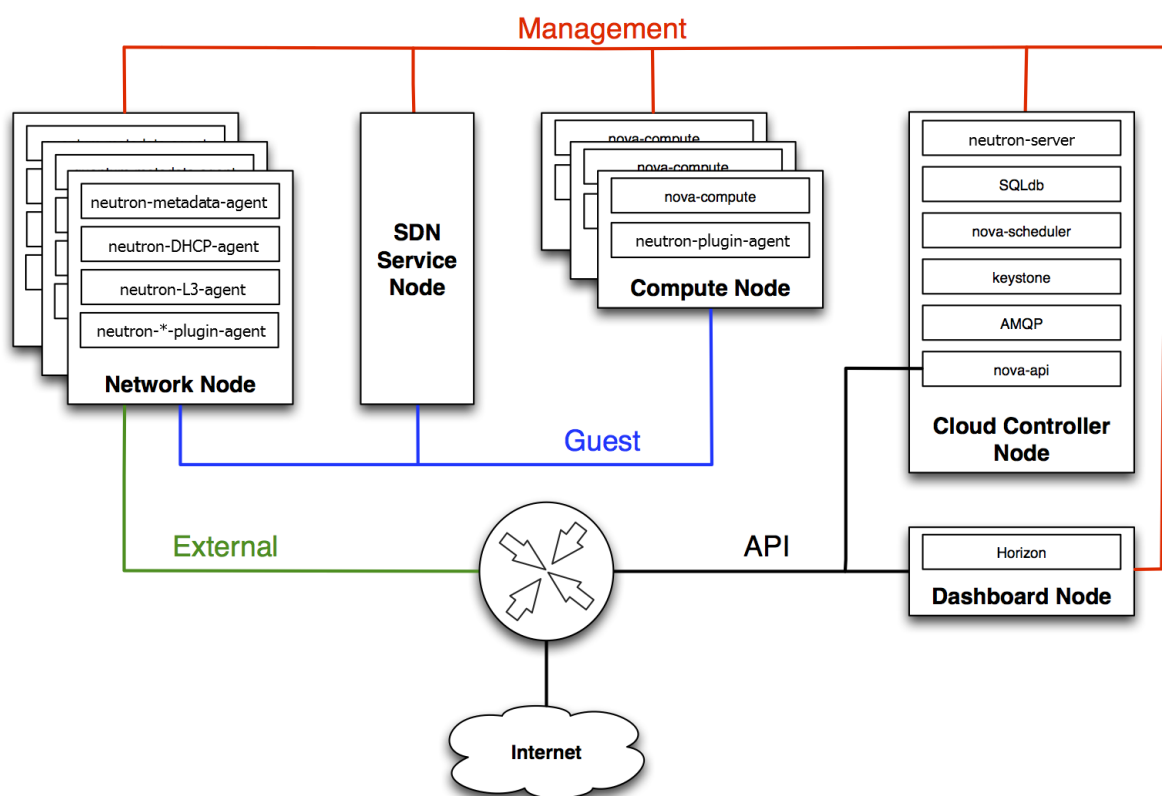 Management
neutron-metadata-agent
neutron-DHCP-agent
neutron-L3-agent
neutron-*-plugin-agent
Network Node
SDN
Service
Node
nova-compute
nova-compute
nova-compute
neutron-plugin-agent
Compute Node
neutron-server
SQLdb
nova-scheduler
keystone
AMQP
nova-api
Cloud Controller
Node
Guest
External
API
Horizon
Dashboard Node
Internet